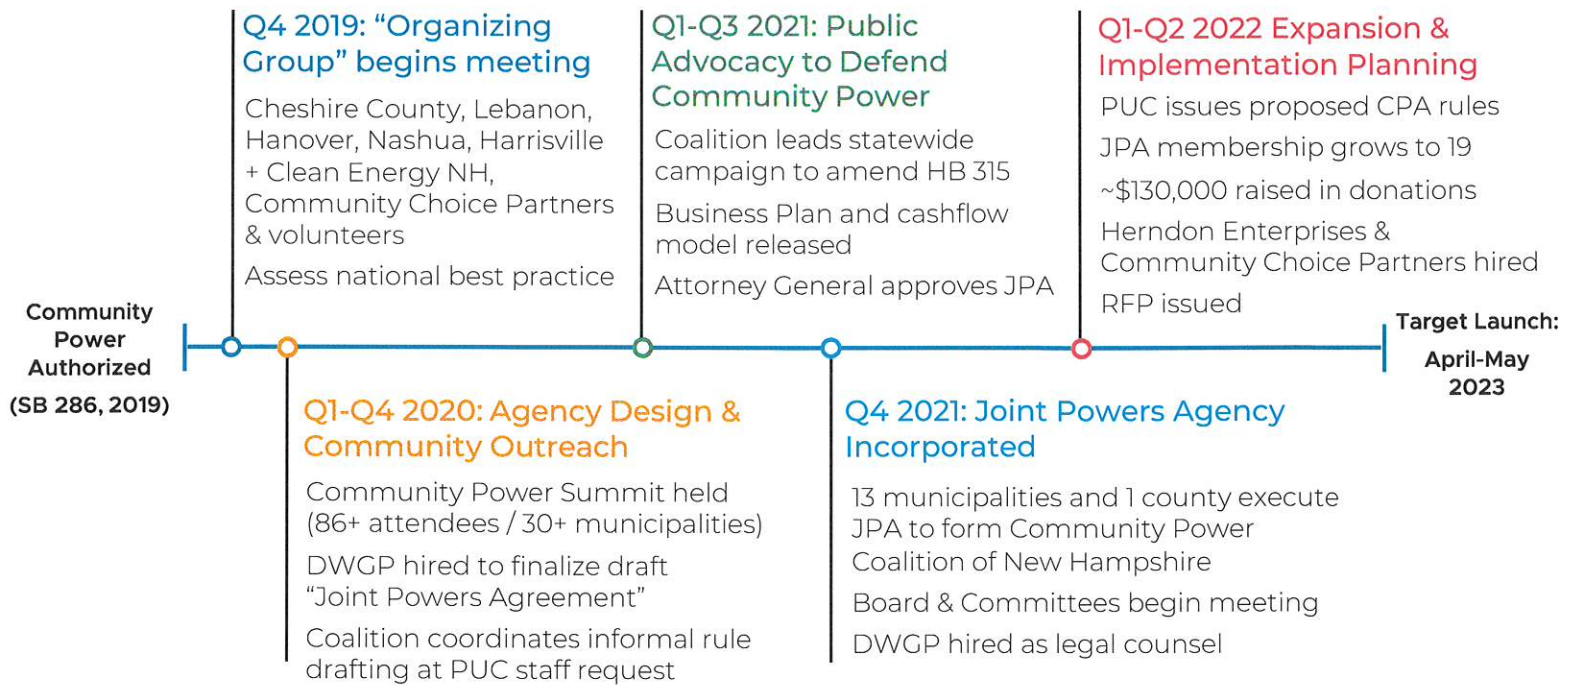 Community
Power
Authorized
(SB 286, 2019)
Q4 2019: “Organizing
Group” begins meeting
Cheshire County, Lebanon,
Hanover, Nashua, Harrisville
+ Clean Energy NH,
Community Choice Partners
& volunteers
Assess national best practice
Q1-Q4 2020: Agency Design &
Community Outreach
Community Power Summit held
(86+ attendees / 30+ municipalities)
DWGP hired to finalize draft
“Joint Powers Agreement”
Coalition coordinates informal rule
drafting at PUC staff request
Q1-Q3 2021: Public
Advocacy to Defend
Community Power
Coalition leads statewide
campaign to amend HB 315
Business Plan and cashflow
model released
Attorney General approves JPA
Q4 2021: Joint Powers Agency
Incorporated
13 municipalities and 1 county execute
JPA to form Community Power
Coalition of New Hampshire
Board & Committees begin meeting
DWGP hired as legal counsel
Q1-Q2 2022 Expansion &
Implementation Planning
PUC issues proposed CPA rules
JPA membership grows to 19
~$130,000 raised in donations
Herndon Enterprises &
Community Choice Partners hired
RFP issued
Target Launch:
April-May
2023